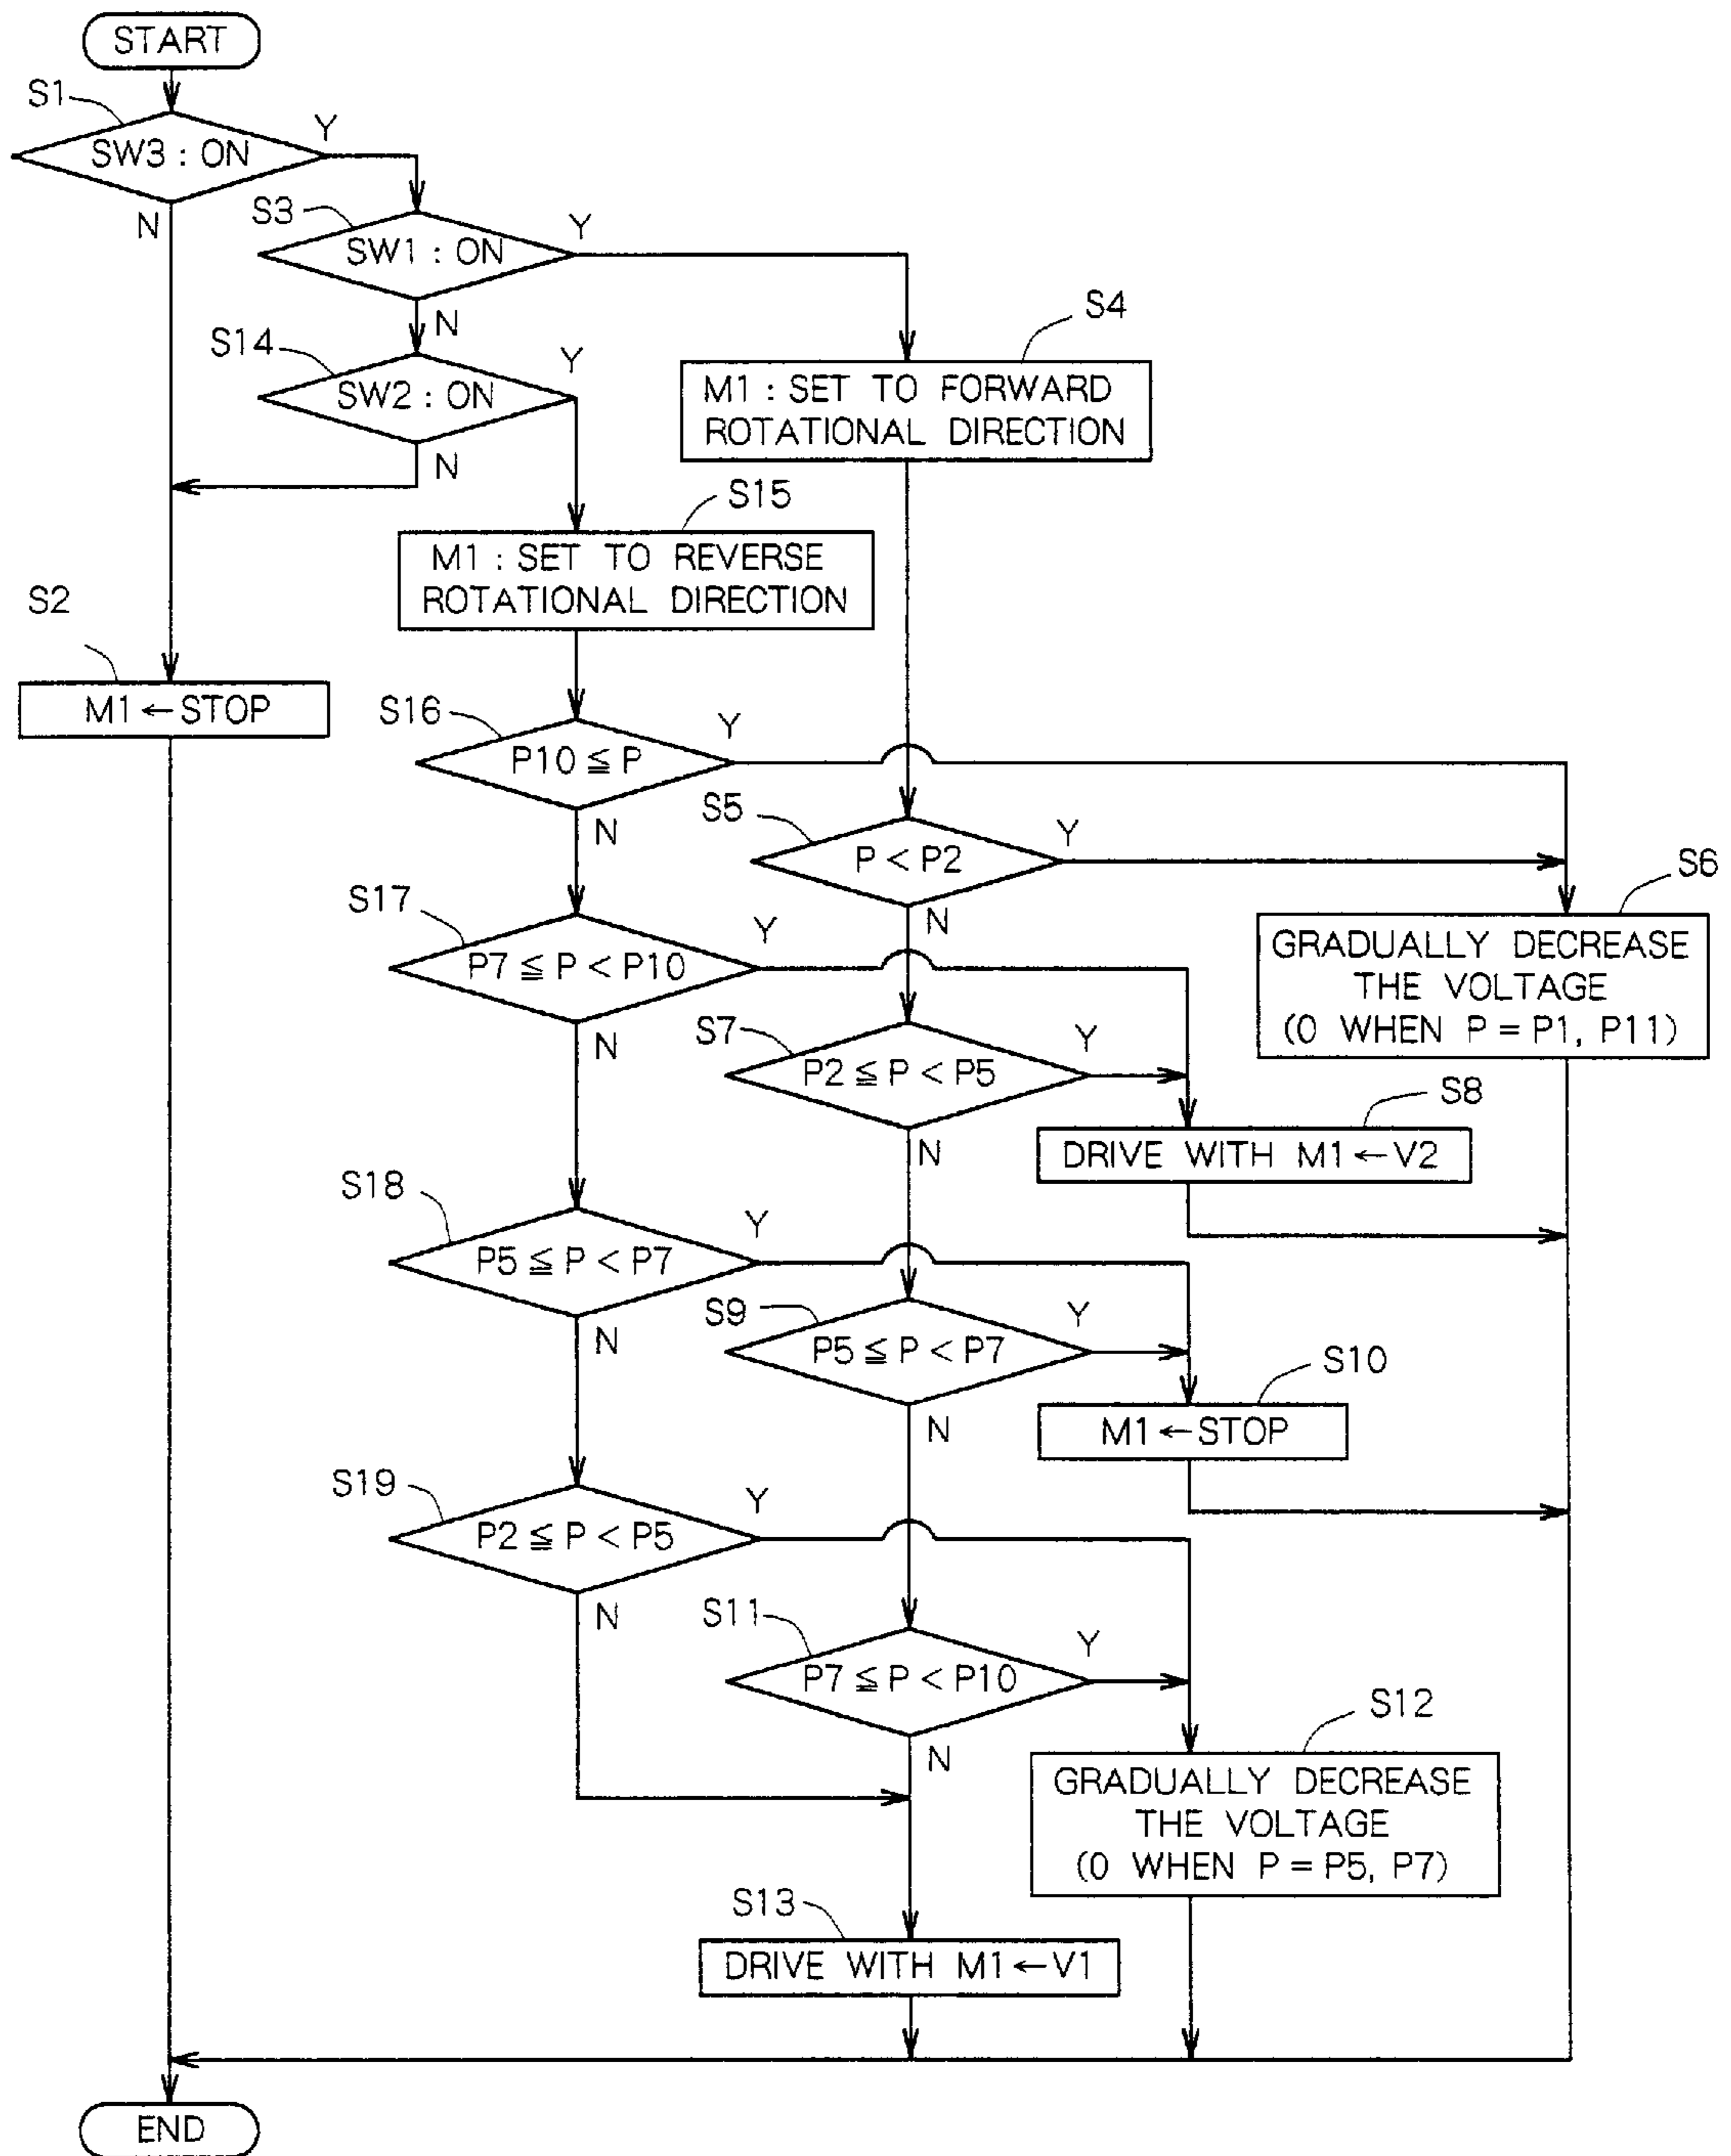 START
S1
SW3 : ON
Y
N
S3
SW1 : ON
Y
N
S4
M1 : SET TO FORWARD
ROTATIONAL DIRECTION
S14
SW2 : ON
Y
N
S15
M1 : SET TO REVERSE
ROTATIONAL DIRECTION
S2
M1 ← STOP
S16
P10 ≦ P
Y
N
S5
P < P2
Y
N
S6
GRADUALLY DECREASE
THE VOLTAGE
(0 WHEN P = P1, P11)
S17
P7 ≦ P < P10
Y
N
S7
P2 ≦ P < P5
Y
N
S8
DRIVE WITH M1 ← V2
S18
P5 ≦ P < P7
Y
N
S9
P5 ≦ P < P7
Y
N
S10
M1 ← STOP
S19
P2 ≦ P < P5
Y
N
S11
P7 ≦ P < P10
Y
N
S12
GRADUALLY DECREASE
THE VOLTAGE
(0 WHEN P = P5, P7)
S13
DRIVE WITH M1 ← V1
END